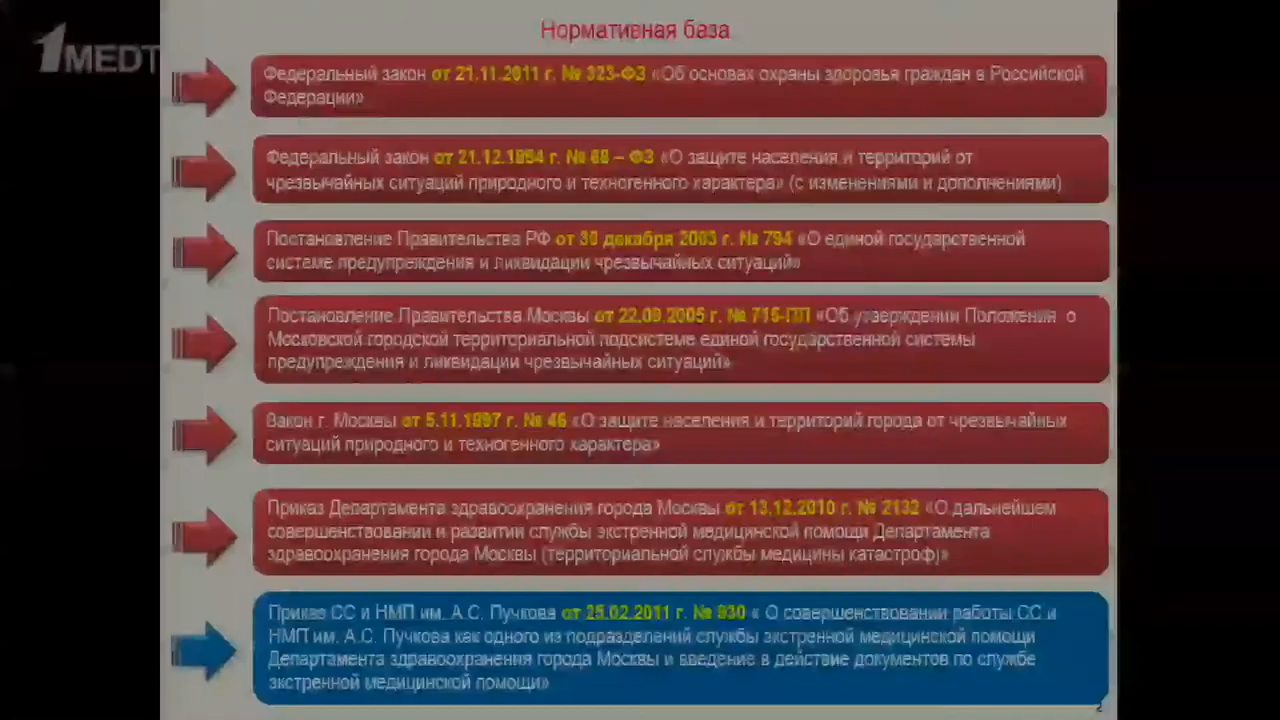 1MEDT
Нормативная база
Федеральный закон от 21.11.2011 г. № 323-ФЗ «Об основах охраны здоровья граждан в Российской
Федерации»
Федеральный закон от 21.12.1994 г. № 68 – ФЗ «О защите населения и территорий от
чрезвычайных ситуаций природного и техногенного характера» (с изменениями и дополнениями)
Постановление Правительства РФ от 30 декабря 2003 г. № 794 «О единой государственной
системе предупреждения и ликвидации чрезвычайных ситуаций»
Постановление Правительства Москвы от 22.09.2005 г. № 715-ПП «Об утверждении Положения о
Московской городской территориальной подсистеме единой государственной системы
предупреждения и ликвидации чрезвычайных ситуаций»
Закон г. Москвы от 5.11.1997 г. № 46 «О защите населения и территорий города от чрезвычайных
ситуаций природного и техногенного характера»
Приказ Департамента здравоохранения города Москвы от 13.12.2010 г. № 2132 «О дальнейшем
совершенствовании и развитии службы экстренной медицинской помощи Департамента
здравоохранения города Москвы (территориальной службы медицины катастроф)»
Приказ СС и НМП им. А.С. Пучкова от 25.02.2011 г. № 930 « О совершенствовании работы СС и
НМП им. А.С. Пучкова как одного из подразделений службы экстренной медицинской помощи
Департамента здравоохранения города Москвы и введение в действие документов по службе
экстренной медицинской помощи»
2